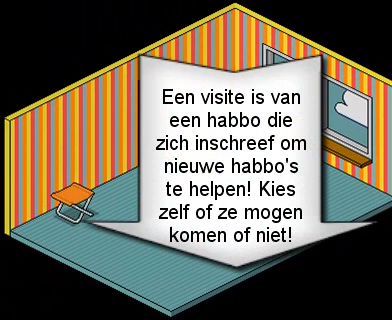 Een visite is van
een habbo die
zich inschreef om
nieuwe habbo's
te helpen! Kies
zelf of ze mogen
komen of niet!